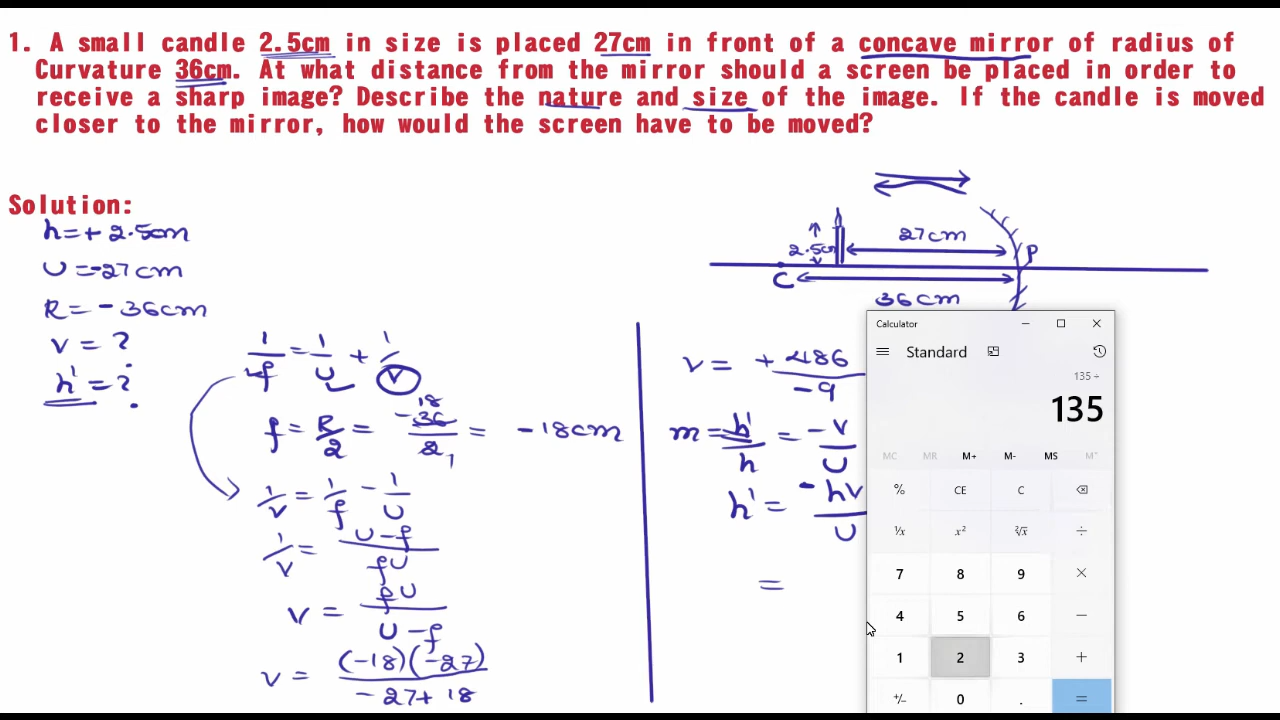 1. A small candle 2.5cm in size is placed 27cm in front of a concave mirror of radius of
Curvature 36cm. At what distance from the mirror should a screen be placed in order to
receive a sharp image? Describe the nature and size of the image. If the candle is moved
closer to the mirror, how would the screen have to be moved?
Solution:
h=+2.5cm
U=-27cm
R=-36cm
v=?
h'=?
1/f = 1/U + 1/v
f = R/2 = -36/2 = -18cm
18
1
1/v = 1/f - 1/U
1/v = U-f / fU
v = fU / U-f
v = (-18)(-27) / -27+18
2.5cm
27cm
P
C
36cm
v = +486 / -9
m = h'/h = -v/U
h' = -hv / U
=
Calculator
Standard
135 ÷
135
MC MR M+ M- MS M˅
% CE C
¹/x x² ²√x ÷
7 8 9 ×
4 5 6 −
1 2 3 +
+/- 0 . =